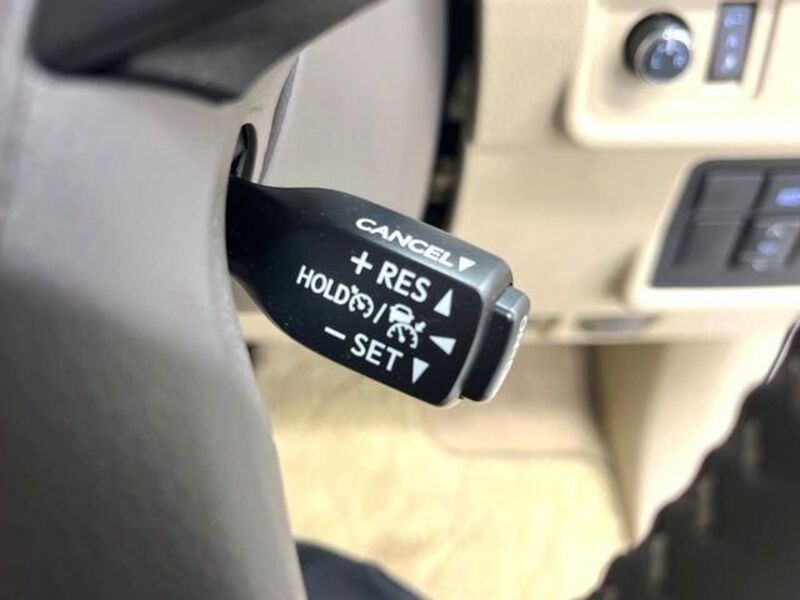 CANCEL▼
+ RES ▲
HOLD /
− SET ▼